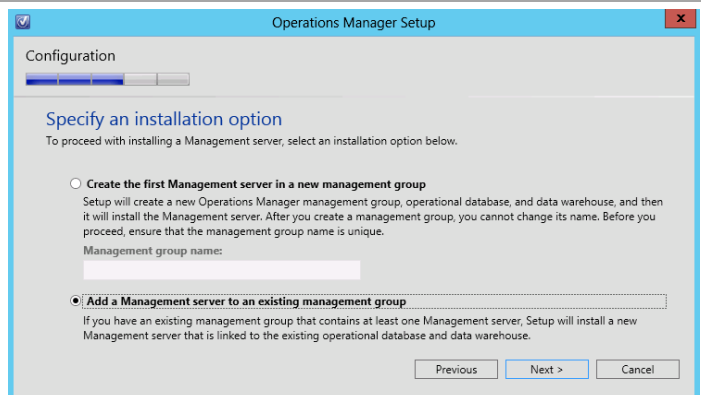 Operations Manager Setup
x
Configuration
Specify an installation option
To proceed with installing a Management server, select an installation option below.
Create the first Management server in a new management group
Setup will create a new Operations Manager management group, operational database, and data warehouse, and then
it will install the Management server. After you create a management group, you cannot change its name. Before you
proceed, ensure that the management group name is unique.
Management group name:
Add a Management server to an existing management group
If you have an existing management group that contains at least one Management server, Setup will install a new
Management server that is linked to the existing operational database and data warehouse.
Previous Next > Cancel